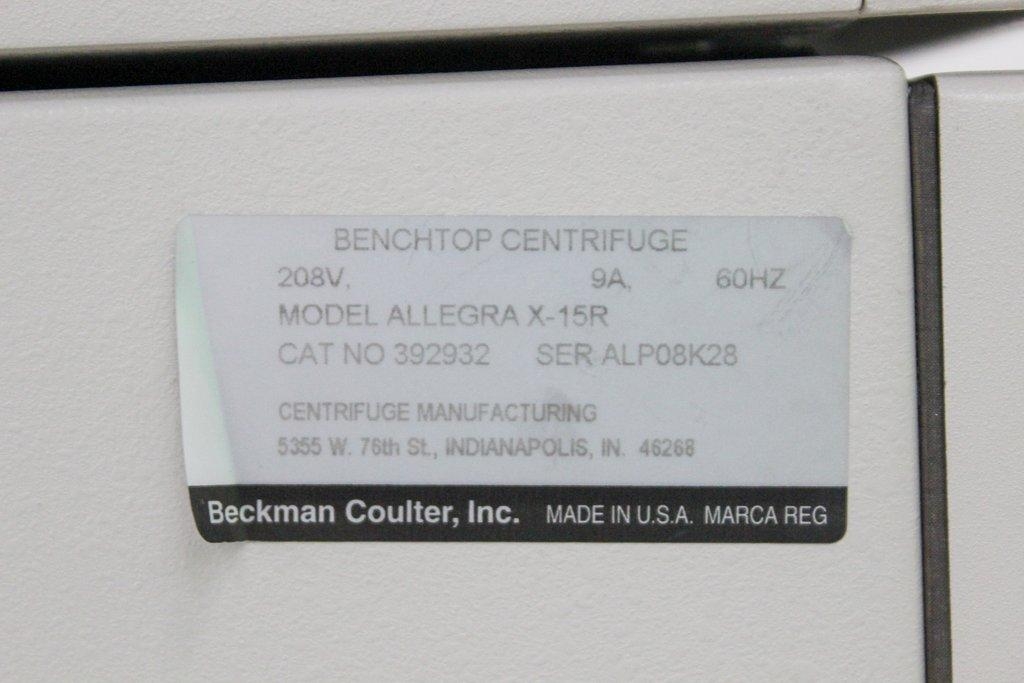 BENCHTOP CENTRIFUGE
208V, 9A, 60HZ
MODEL ALLEGRA X-15R
CAT NO 392932 SER ALP08K28
CENTRIFUGE MANUFACTURING
5355 W. 76th St., INDIANAPOLIS, IN. 46268
Beckman Coulter, Inc. MADE IN U.S.A. MARCA REG